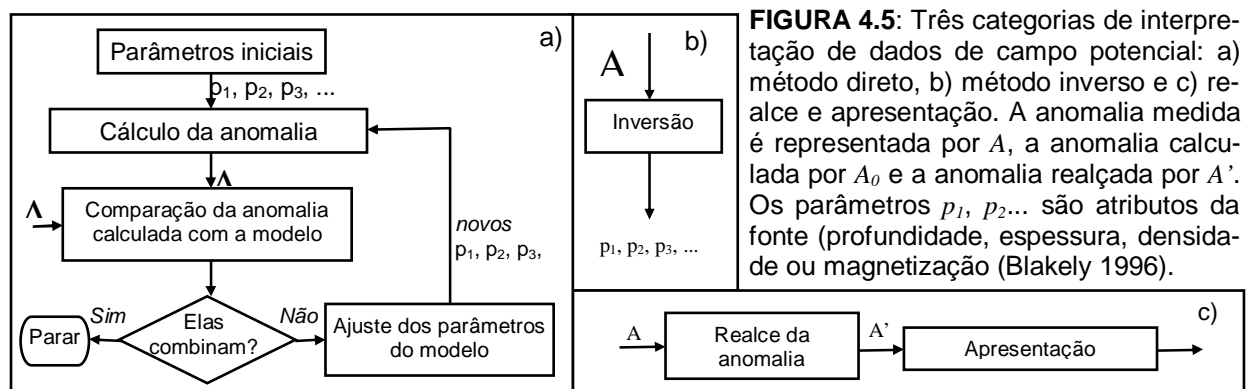 Parâmetros iniciais
a)
p1, p2, p3, ...
Cálculo da anomalia
Comparação da anomalia
calculada com a modelo
novos
p1, p2, p3,
Sim
Elas
combinam?
Não
Parar
Ajuste dos parâmetros
do modelo
b)
A
Inversão
p1, p2, p3, ...
FIGURA 4.5: Três categorias de interpre-
tação de dados de campo potencial: a)
método direto, b) método inverso e c) re-
alce e apresentação. A anomalia medida
é representada por A, a anomalia calcu-
lada por A0 e a anomalia realçada por A’.
Os parâmetros p1, p2... são atributos da
fonte (profundidade, espessura, densida-
de ou magnetização (Blakely 1996).
c)
A
Realce da
anomalia
A’
Apresentação